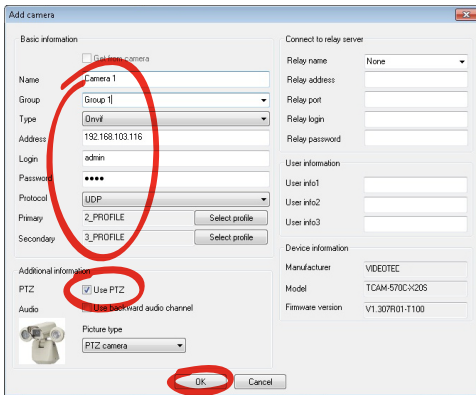 Add camera
Basic information
Get from camera
Name Camera 1
Group Group 1
Type Onvif
Address 192.168.103.116
Login admin
Password ••••
Protocol UDP
Primary 2_PROFILE Select profile
Secondary 3_PROFILE Select profile
Additional information
PTZ Use PTZ
Audio Use backward audio channel
Picture type
PTZ camera
Connect to relay server
Relay name None
Relay address
Relay port
Relay login
Relay password
User information
User info1
User info2
User info3
Device information
Manufacturer VIDEOTEC
Model TCAM-570C-X20S
Firmware version V1.307R01-T100
OK Cancel